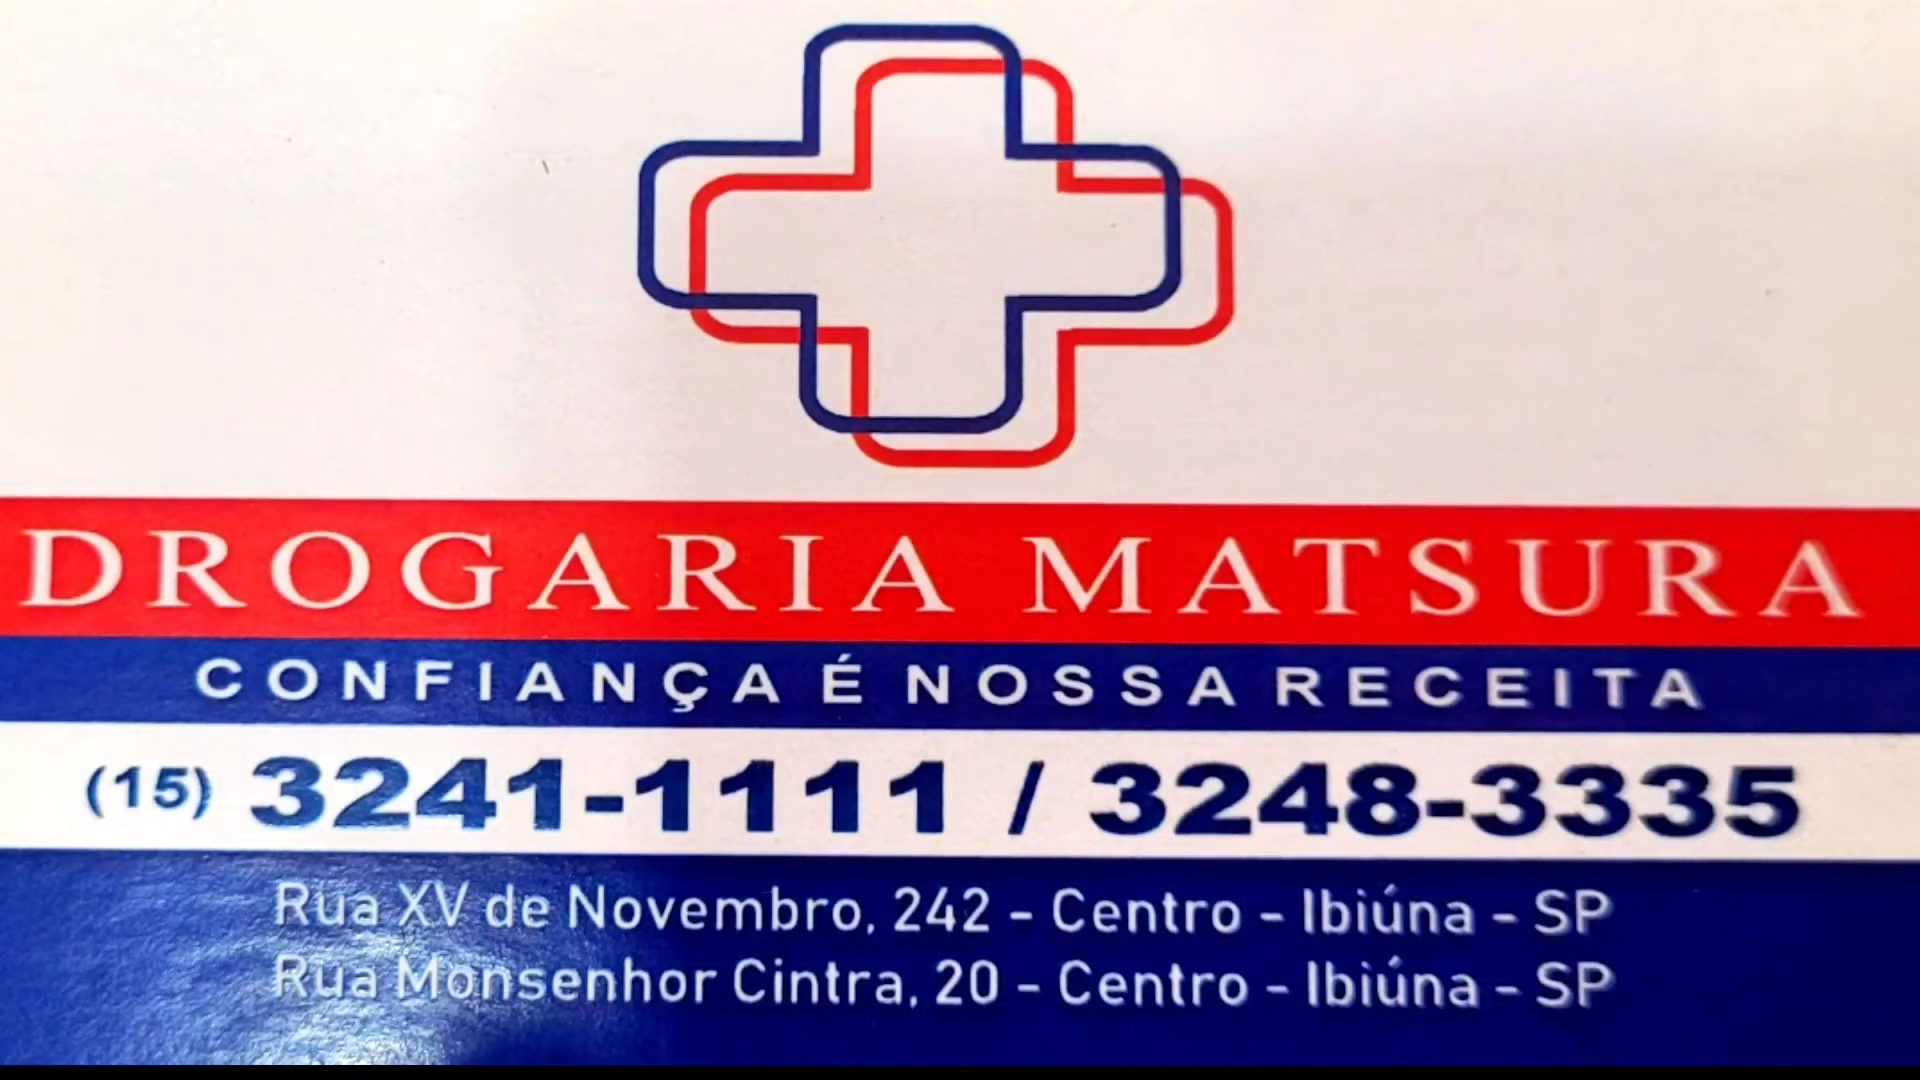 DROGARIA MATSURA
CONFIANÇA É NOSSA RECEITA
(15) 3241-1111 / 3248-3335
Rua XV de Novembro, 242 - Centro - Ibiúna - SP
Rua Monsenhor Cintra, 20 - Centro - Ibiúna - SP